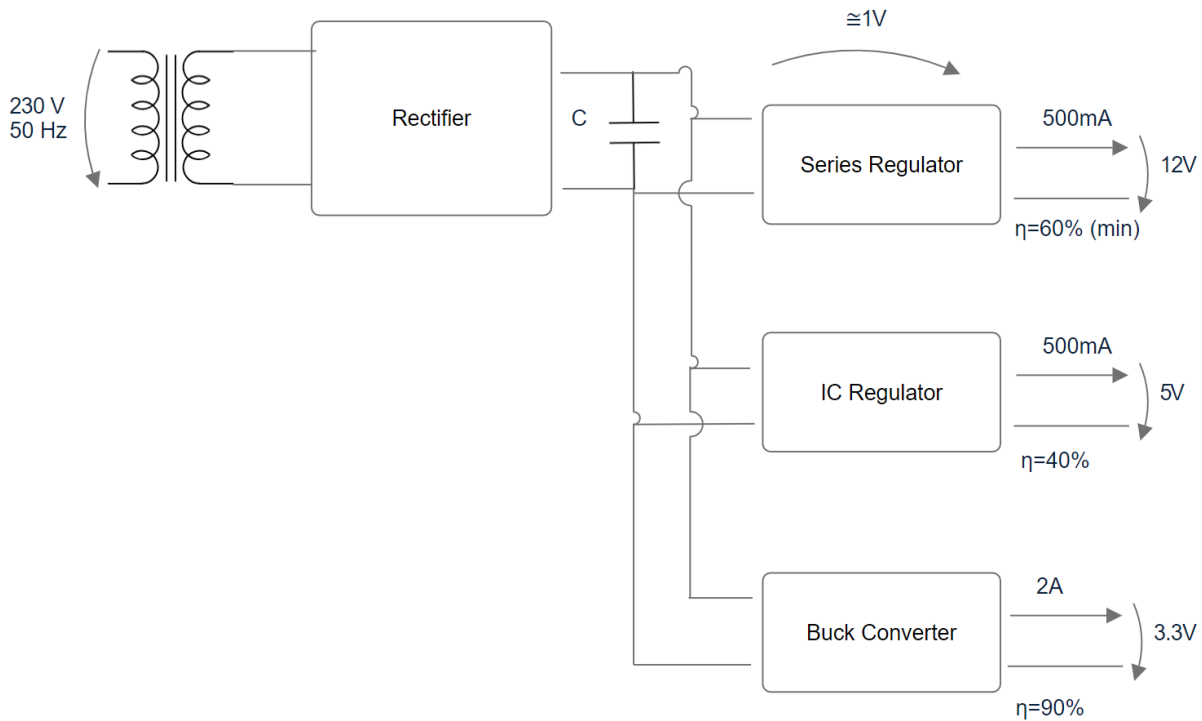 230 V
50 Hz
Rectifier
C
≅1V
Series Regulator
500mA
12V
η=60% (min)
IC Regulator
500mA
5V
η=40%
Buck Converter
2A
3.3V
η=90%